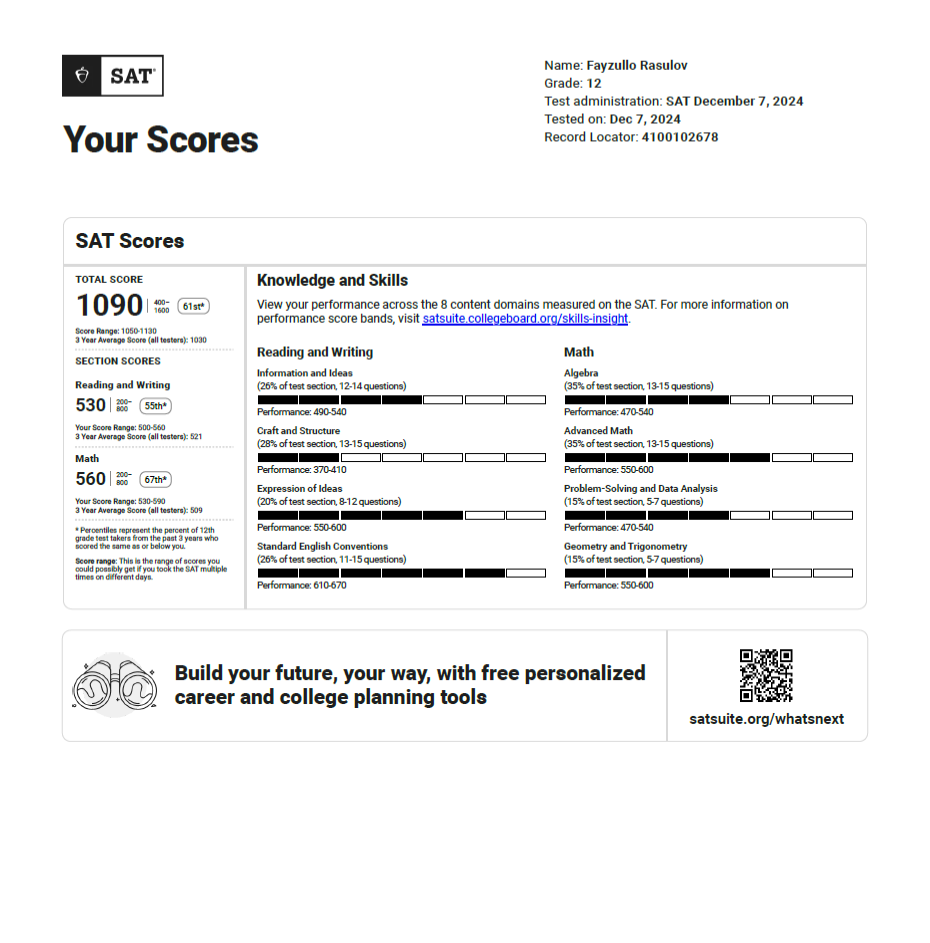 SAT
Name: Fayzullo Rasulov
Grade: 12
Test administration: SAT December 7, 2024
Tested on: Dec 7, 2024
Record Locator: 4100102678
Your Scores
SAT Scores
TOTAL SCORE
1090 | 400–1600 61st*
Score Range: 1050-1130
3 Year Average Score (all testers): 1030
SECTION SCORES
Reading and Writing
530 | 200–800 55th*
Your Score Range: 500-560
3 Year Average Score (all testers): 521
Math
560 | 200–800 67th*
Your Score Range: 530-590
3 Year Average Score (all testers): 509
* Percentiles represent the percent of 12th
grade test takers from the past 3 years who
scored the same as or below you.
Score range: This is the range of scores you
could possibly get if you took the SAT multiple
times on different days.
Knowledge and Skills
View your performance across the 8 content domains measured on the SAT. For more information on
performance score bands, visit satsuite.collegeboard.org/skills-insight.
Reading and Writing
Information and Ideas
(26% of test section, 12-14 questions)
Performance: 490-540
Craft and Structure
(28% of test section, 13-15 questions)
Performance: 370-410
Expression of Ideas
(20% of test section, 8-12 questions)
Performance: 550-600
Standard English Conventions
(26% of test section, 11-15 questions)
Performance: 610-670
Math
Algebra
(35% of test section, 13-15 questions)
Performance: 470-540
Advanced Math
(35% of test section, 13-15 questions)
Performance: 550-600
Problem-Solving and Data Analysis
(15% of test section, 5-7 questions)
Performance: 470-540
Geometry and Trigonometry
(15% of test section, 5-7 questions)
Performance: 550-600
Build your future, your way, with free personalized
career and college planning tools
satsuite.org/whatsnext